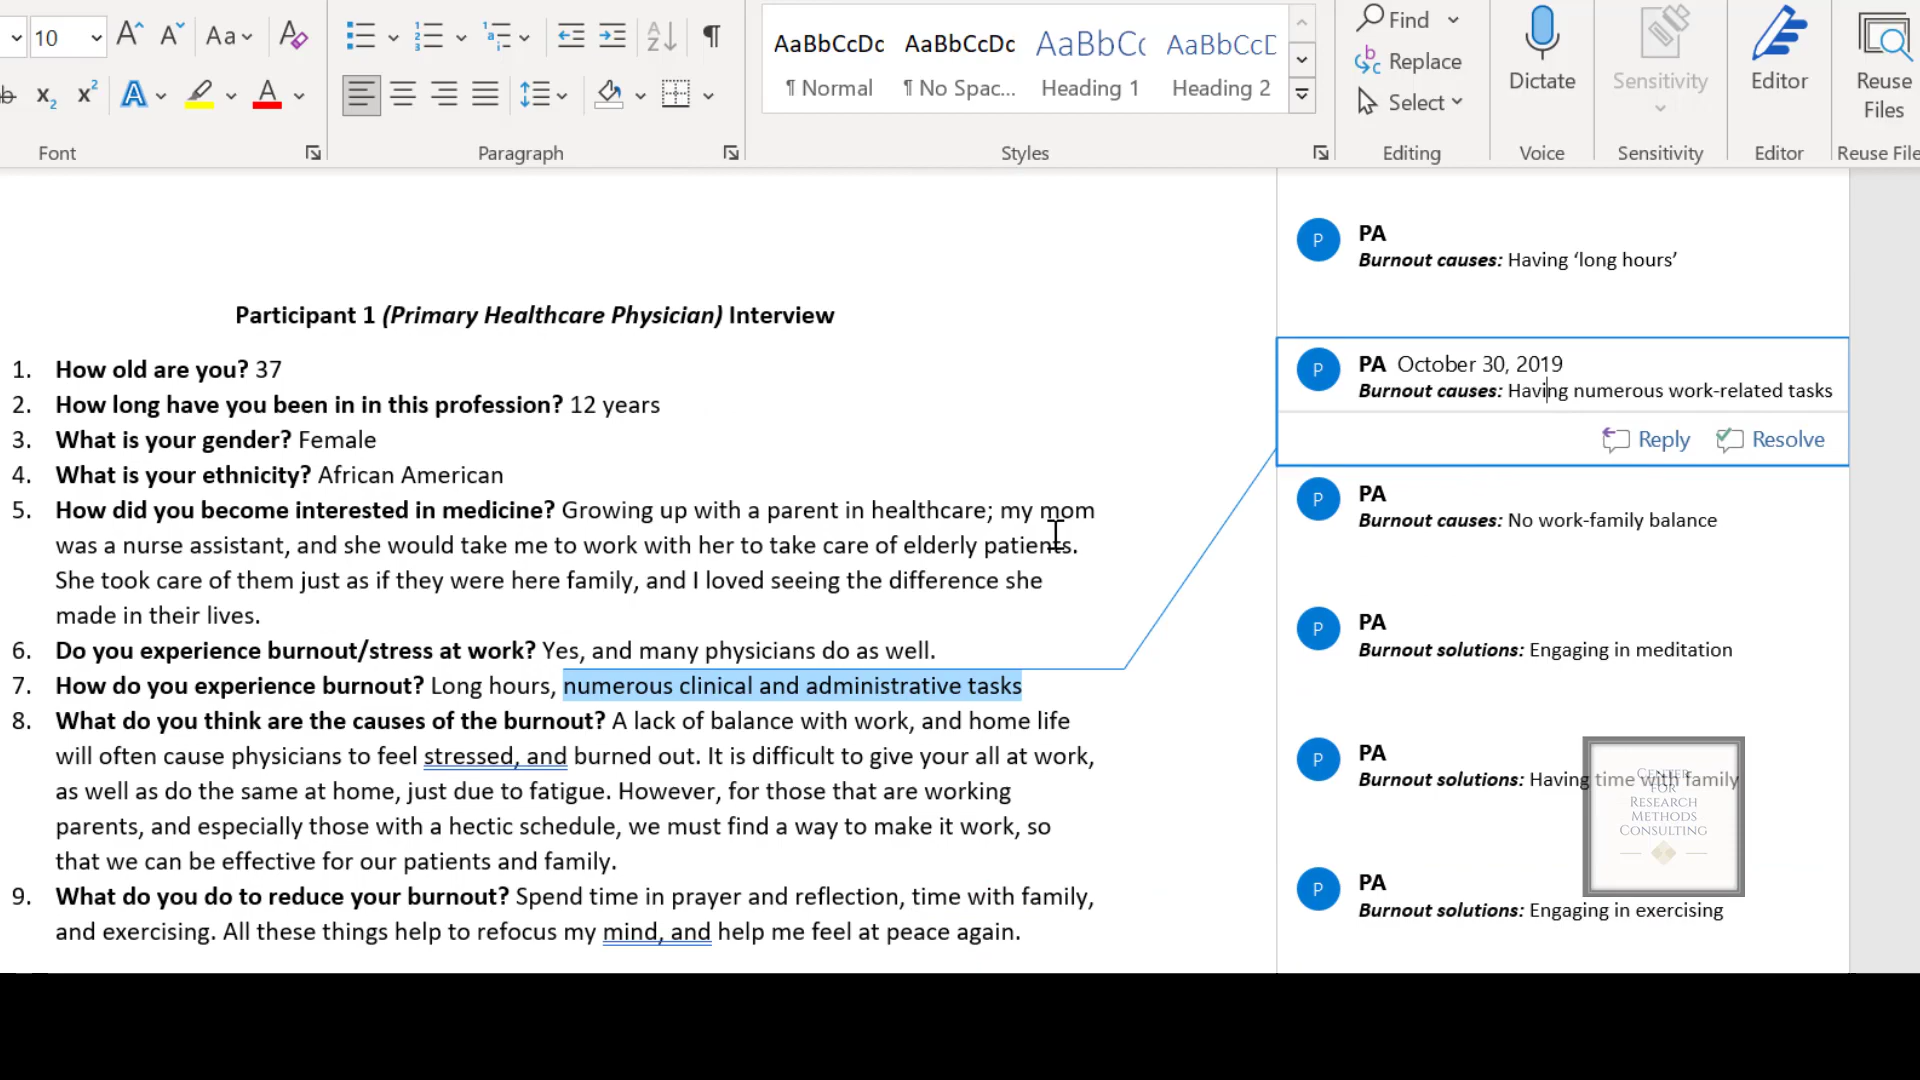 10
Aa
A
ab
x₂
x²
A
A
AaBbCcDc
AaBbCcDc
AaBbCc
AaBbCcD
¶ Normal
¶ No Spac...
Heading 1
Heading 2
Find
Replace
Select
Dictate
Sensitivity
Editor
Reuse
Files
Font
Paragraph
Styles
Editing
Voice
Sensitivity
Editor
Reuse File
Participant 1 (Primary Healthcare Physician) Interview
1. How old are you? 37
2. How long have you been in in this profession? 12 years
3. What is your gender? Female
4. What is your ethnicity? African American
5. How did you become interested in medicine? Growing up with a parent in healthcare; my mom
was a nurse assistant, and she would take me to work with her to take care of elderly patients.
She took care of them just as if they were here family, and I loved seeing the difference she
made in their lives.
6. Do you experience burnout/stress at work? Yes, and many physicians do as well.
7. How do you experience burnout? Long hours, numerous clinical and administrative tasks
8. What do you think are the causes of the burnout? A lack of balance with work, and home life
will often cause physicians to feel stressed, and burned out. It is difficult to give your all at work,
as well as do the same at home, just due to fatigue. However, for those that are working
parents, and especially those with a hectic schedule, we must find a way to make it work, so
that we can be effective for our patients and family.
9. What do you do to reduce your burnout? Spend time in prayer and reflection, time with family,
and exercising. All these things help to refocus my mind, and help me feel at peace again.
P
PA
Burnout causes: Having ‘long hours’
P
PA October 30, 2019
Burnout causes: Having numerous work-related tasks
Reply
Resolve
P
PA
Burnout causes: No work-family balance
P
PA
Burnout solutions: Engaging in meditation
P
PA
Burnout solutions: Having time with family
P
PA
Burnout solutions: Engaging in exercising
CENTER
FOR
RESEARCH
METHODS
CONSULTING